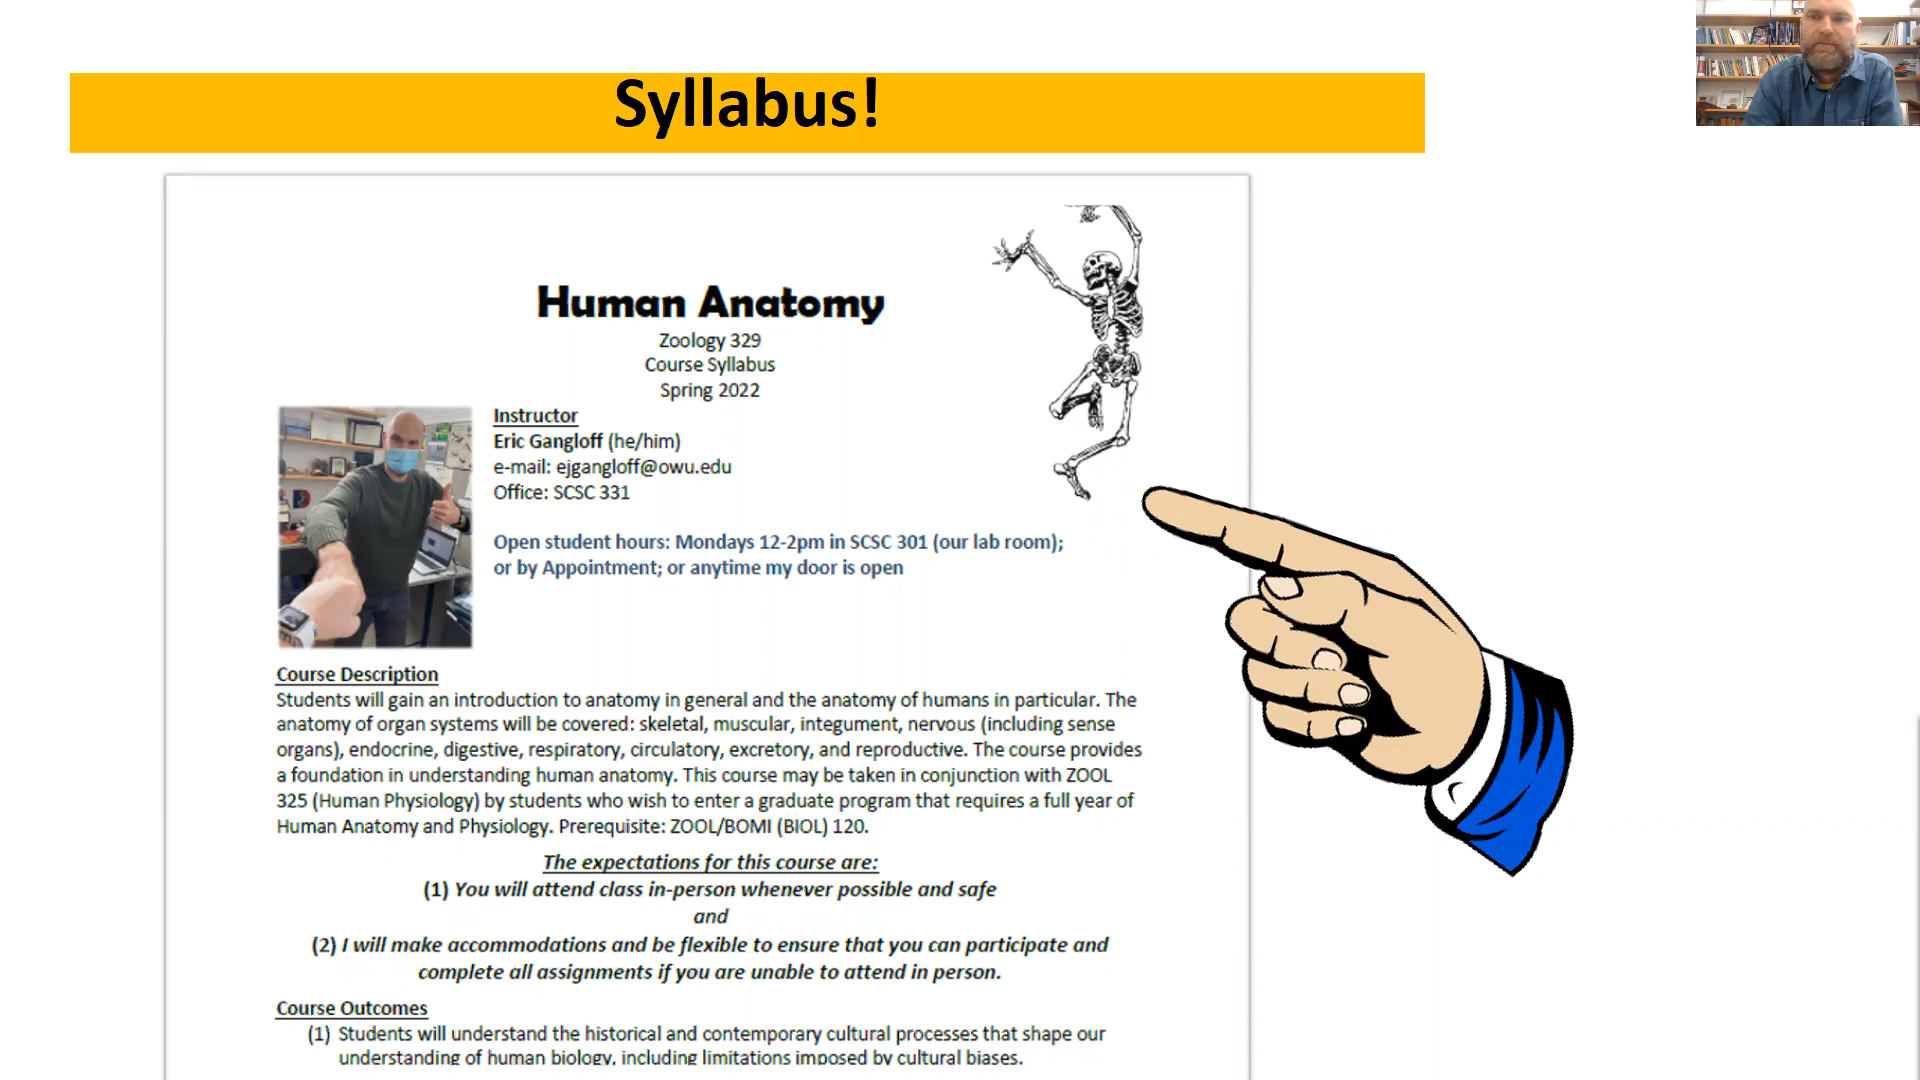 Syllabus!
Human Anatomy
Zoology 329
Course Syllabus
Spring 2022
Instructor
Eric Gangloff (he/him)
e-mail: ejgangloff@owu.edu
Office: SCSC 331
Open student hours: Mondays 12-2pm in SCSC 301 (our lab room);
or by Appointment; or anytime my door is open
Course Description
Students will gain an introduction to anatomy in general and the anatomy of humans in particular. The
anatomy of organ systems will be covered: skeletal, muscular, integument, nervous (including sense
organs), endocrine, digestive, respiratory, circulatory, excretory, and reproductive. The course provides
a foundation in understanding human anatomy. This course may be taken in conjunction with ZOOL
325 (Human Physiology) by students who wish to enter a graduate program that requires a full year of
Human Anatomy and Physiology. Prerequisite: ZOOL/BOMI (BIOL) 120.
The expectations for this course are:
(1) You will attend class in-person whenever possible and safe
and
(2) I will make accommodations and be flexible to ensure that you can participate and
complete all assignments if you are unable to attend in person.
Course Outcomes
(1) Students will understand the historical and contemporary cultural processes that shape our
understanding of human biology, including limitations imposed by cultural biases.